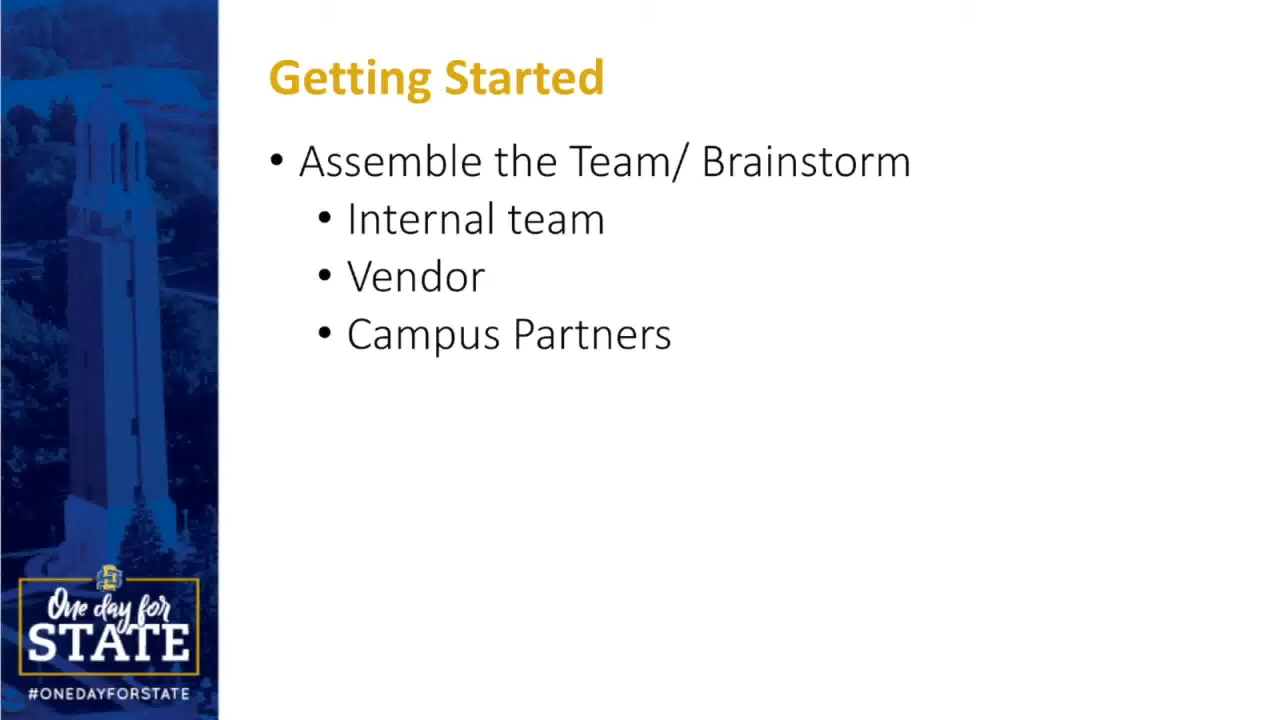 Getting Started
• Assemble the Team/ Brainstorm
• Internal team
• Vendor
• Campus Partners
One day for
STATE
#ONEDAYFORSTATE